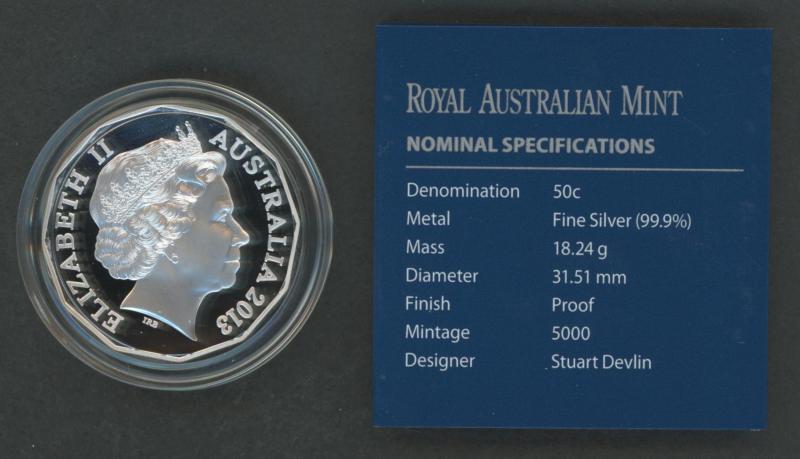 ELIZABETH II
AUSTRALIA 2013
IRB
ROYAL AUSTRALIAN MINT
NOMINAL SPECIFICATIONS
Denomination 50c
Metal Fine Silver (99.9%)
Mass 18.24 g
Diameter 31.51 mm
Finish Proof
Mintage 5000
Designer Stuart Devlin